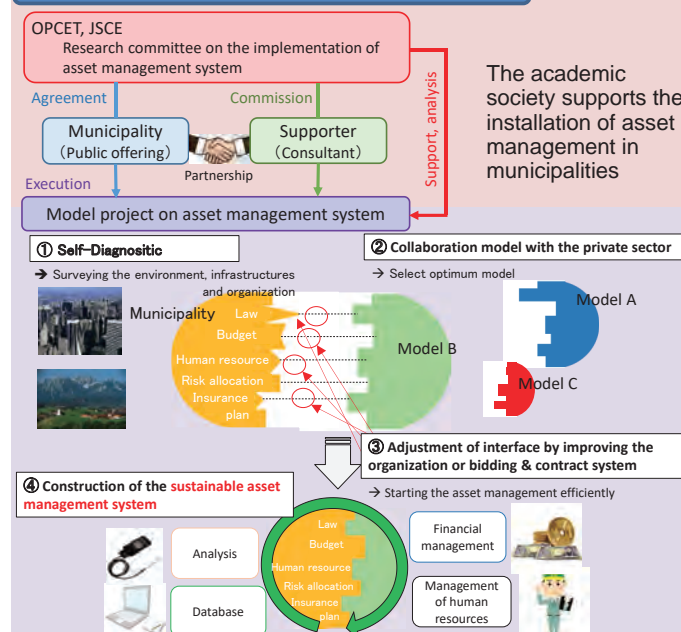 OPCET, JSCE
Research committee on the implementation of
asset management system
Agreement
Commission
Municipality
（Public offering）
Supporter
（Consultant）
Partnership
Support, analysis
Execution
Model project on asset management system
The academic
society supports the
installation of asset
management in
municipalities
① Self-Diagnositic
→ Surveying the environment, infrastructures
and organization
② Collaboration model with the private sector
→ Select optimum model
Municipality
Law
Budget
Human resource
Risk allocation
Insurance
plan
Model B
Model A
Model C
③ Adjustment of interface by improving the
organization or bidding & contract system
→ Starting the asset management efficiently
④ Construction of the sustainable asset
management system
Analysis
Database
Law
Budget
Human resource
Risk allocation
Insurance
plan
Financial
management
Management
of human
resources